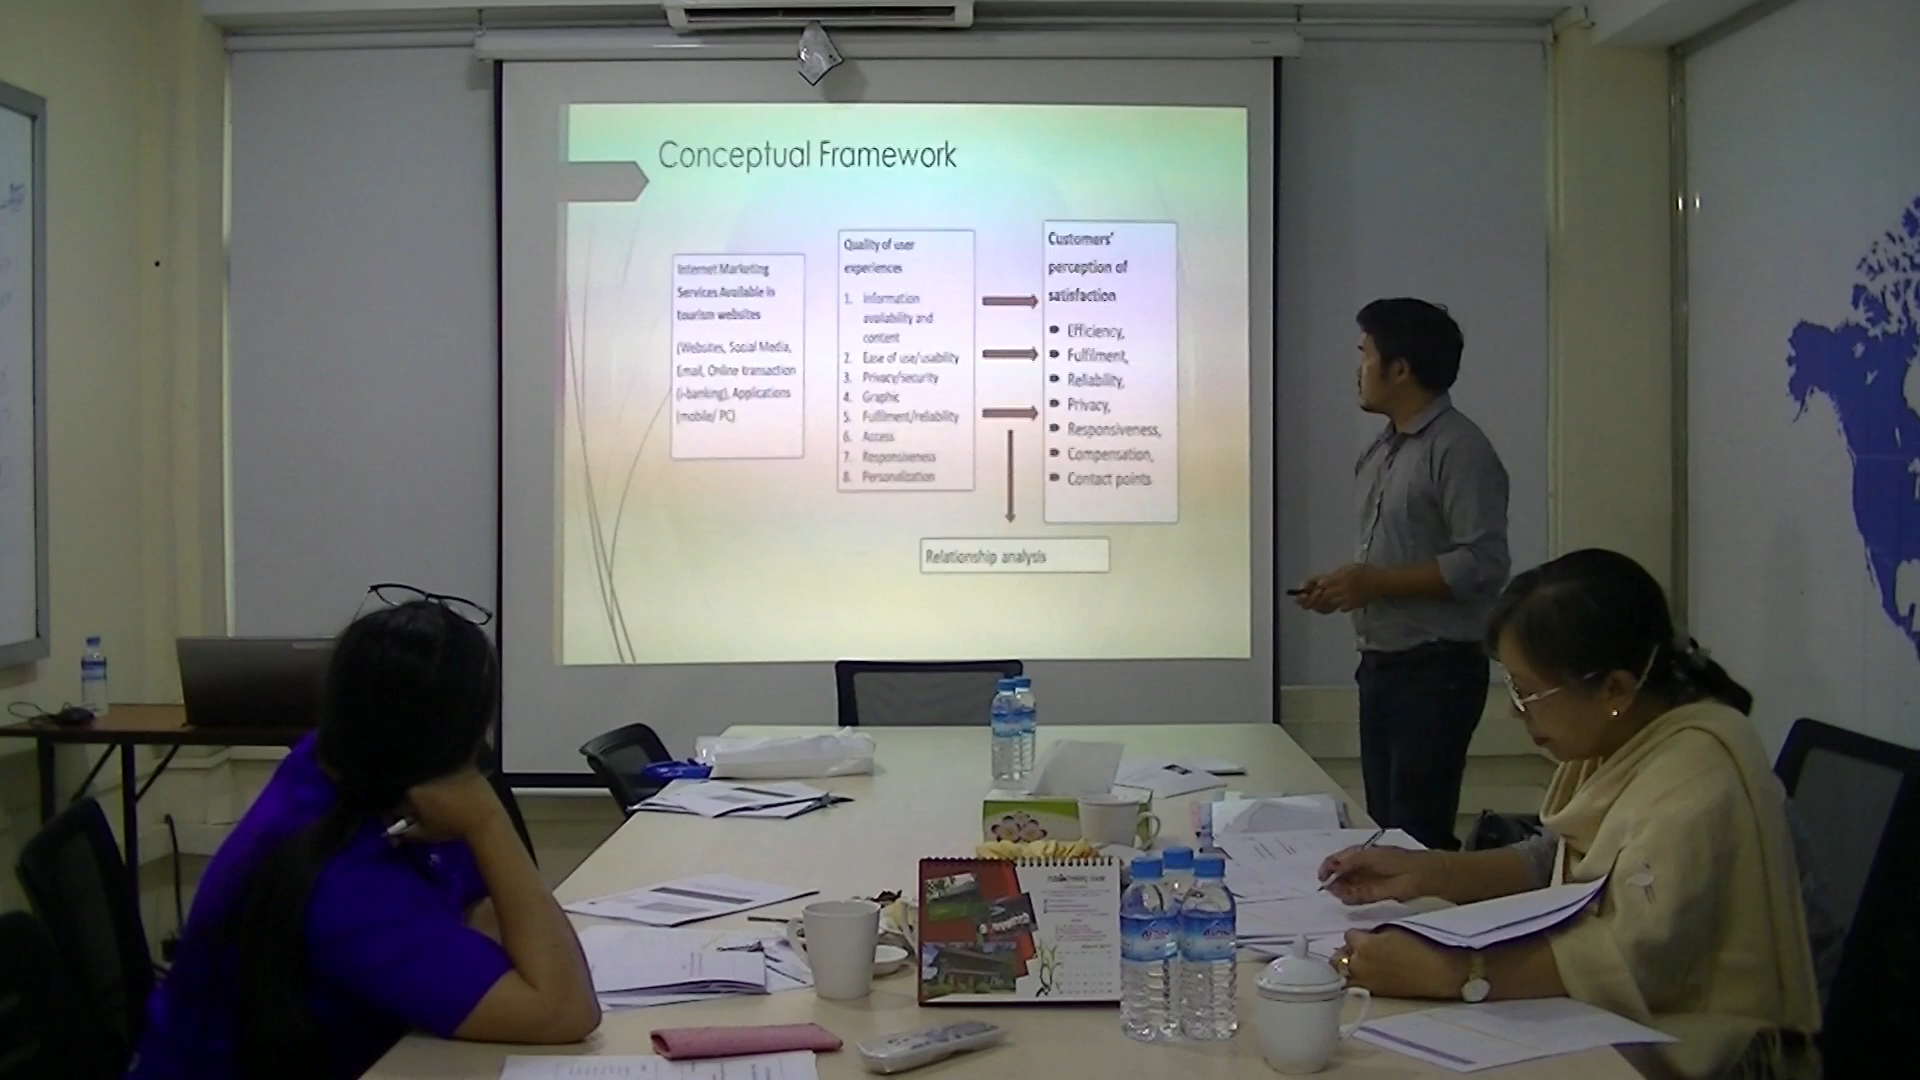 Conceptual Framework
Internet Marketing
Services Available in
tourism websites
(Websites, Social Media,
Email, Online transaction
(i-banking), Applications
(mobile/ PC)
Quality of user
experiences
1. Information
availability and
content
2. Ease of use/usability
3. Privacy/security
4. Graphic
5. Fulfilment/reliability
6. Access
7. Responsiveness
8. Personalization
Customers'
perception of
satisfaction
Efficiency,
Fulfilment,
Reliability,
Privacy,
Responsiveness,
Compensation,
Contact points
Relationship analysis